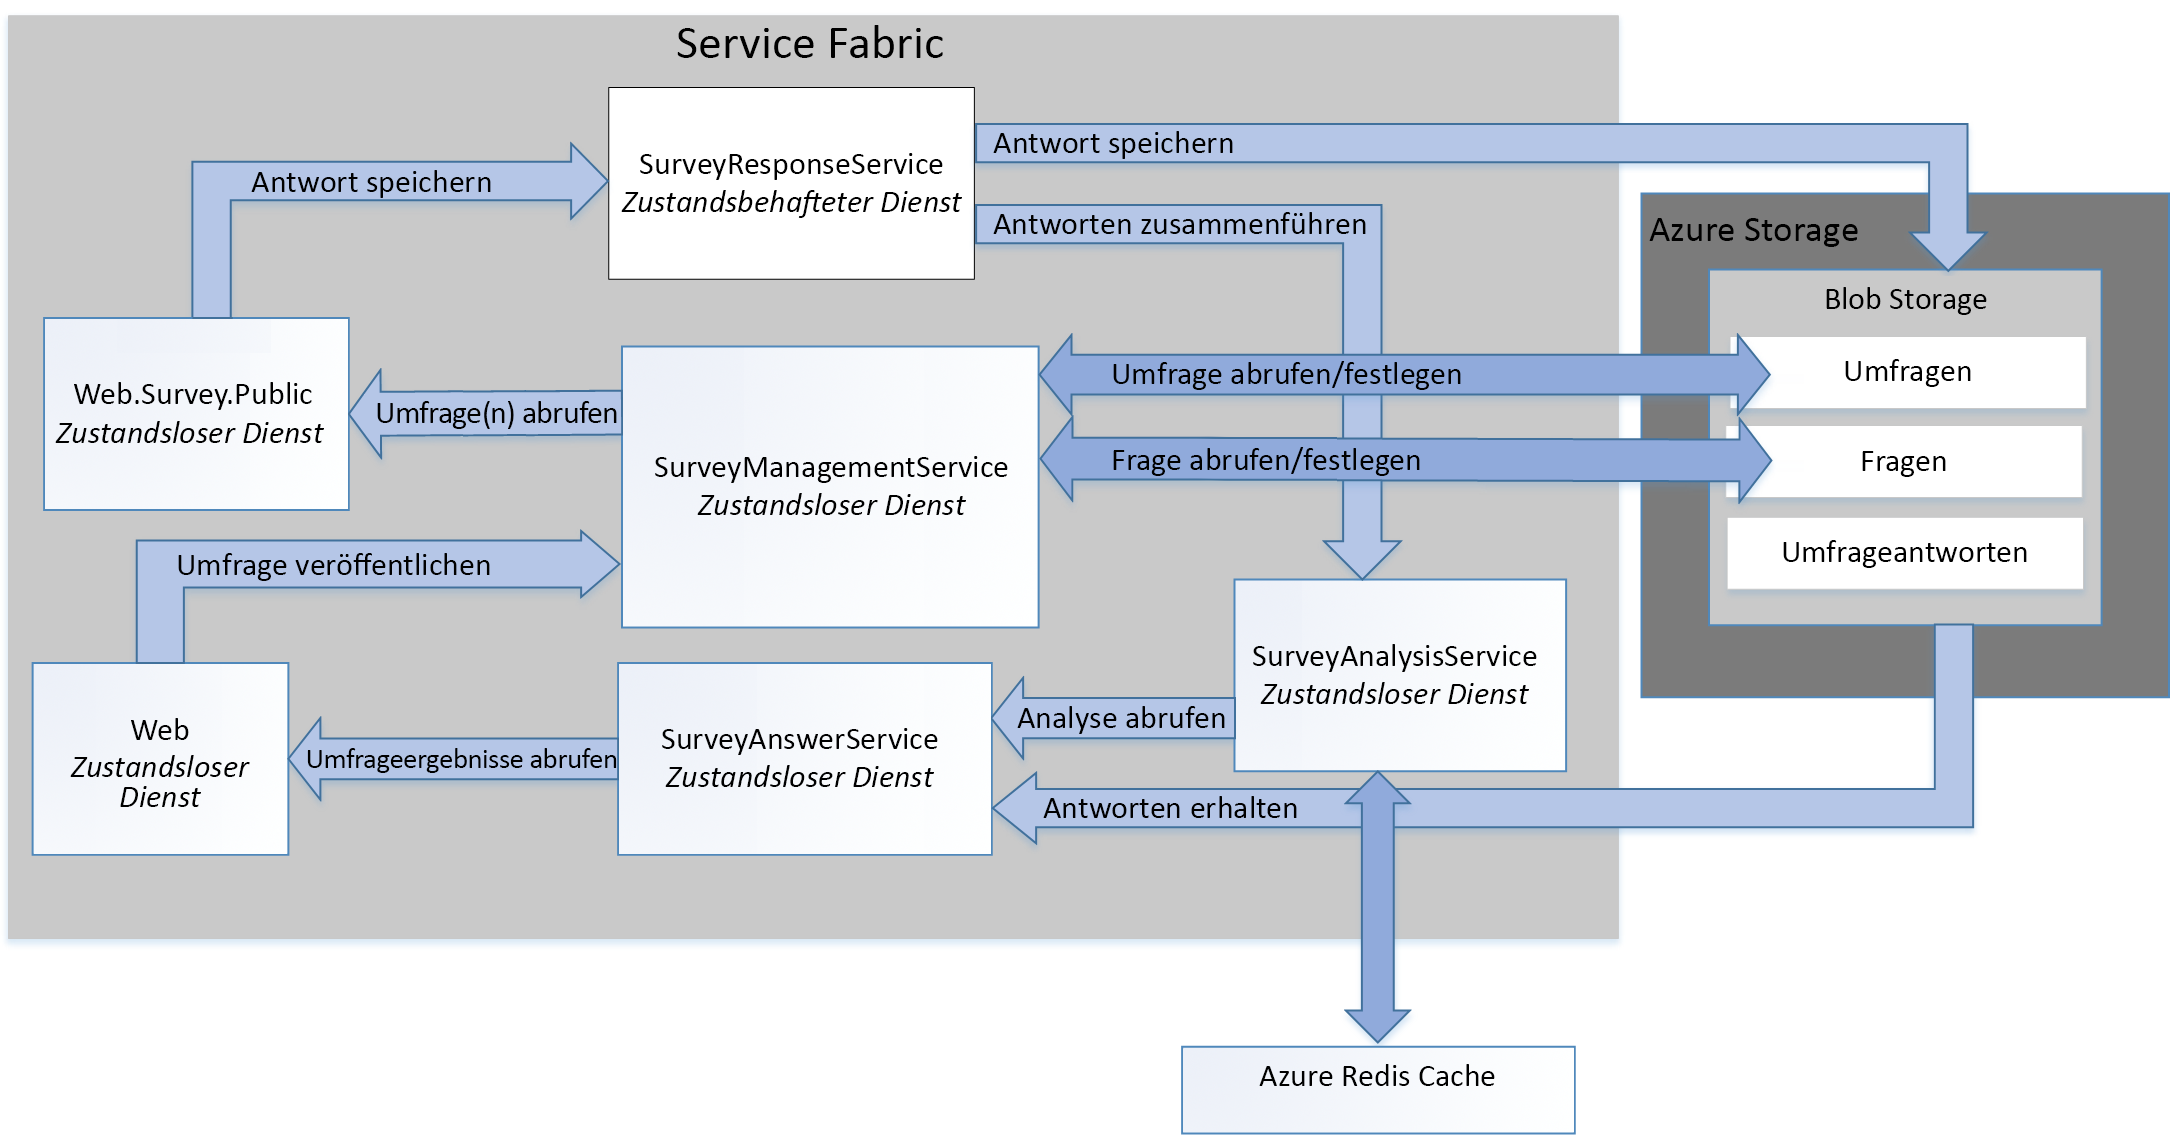 Service Fabric
SurveyResponseService
Zustandsbehafteter Dienst
Antwort speichern
Antwort speichern
Antworten zusammenführen
Azure Storage
Blob Storage
Umfragen
Fragen
Umfrageantworten
Web.Survey.Public
Zustandsloser Dienst
Umfrage(n) abrufen
SurveyManagementService
Zustandsloser Dienst
Umfrage abrufen/festlegen
Frage abrufen/festlegen
Umfrage veröffentlichen
SurveyAnalysisService
Zustandsloser Dienst
Web
Zustandsloser
Dienst
Umfrageergebnisse abrufen
SurveyAnswerService
Zustandsloser Dienst
Analyse abrufen
Antworten erhalten
Azure Redis Cache